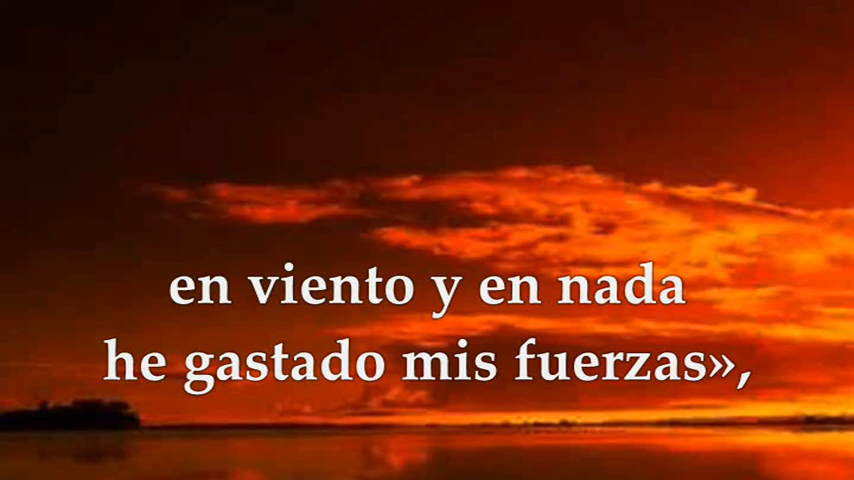 en viento y en nada
he gastado mis fuerzas»,